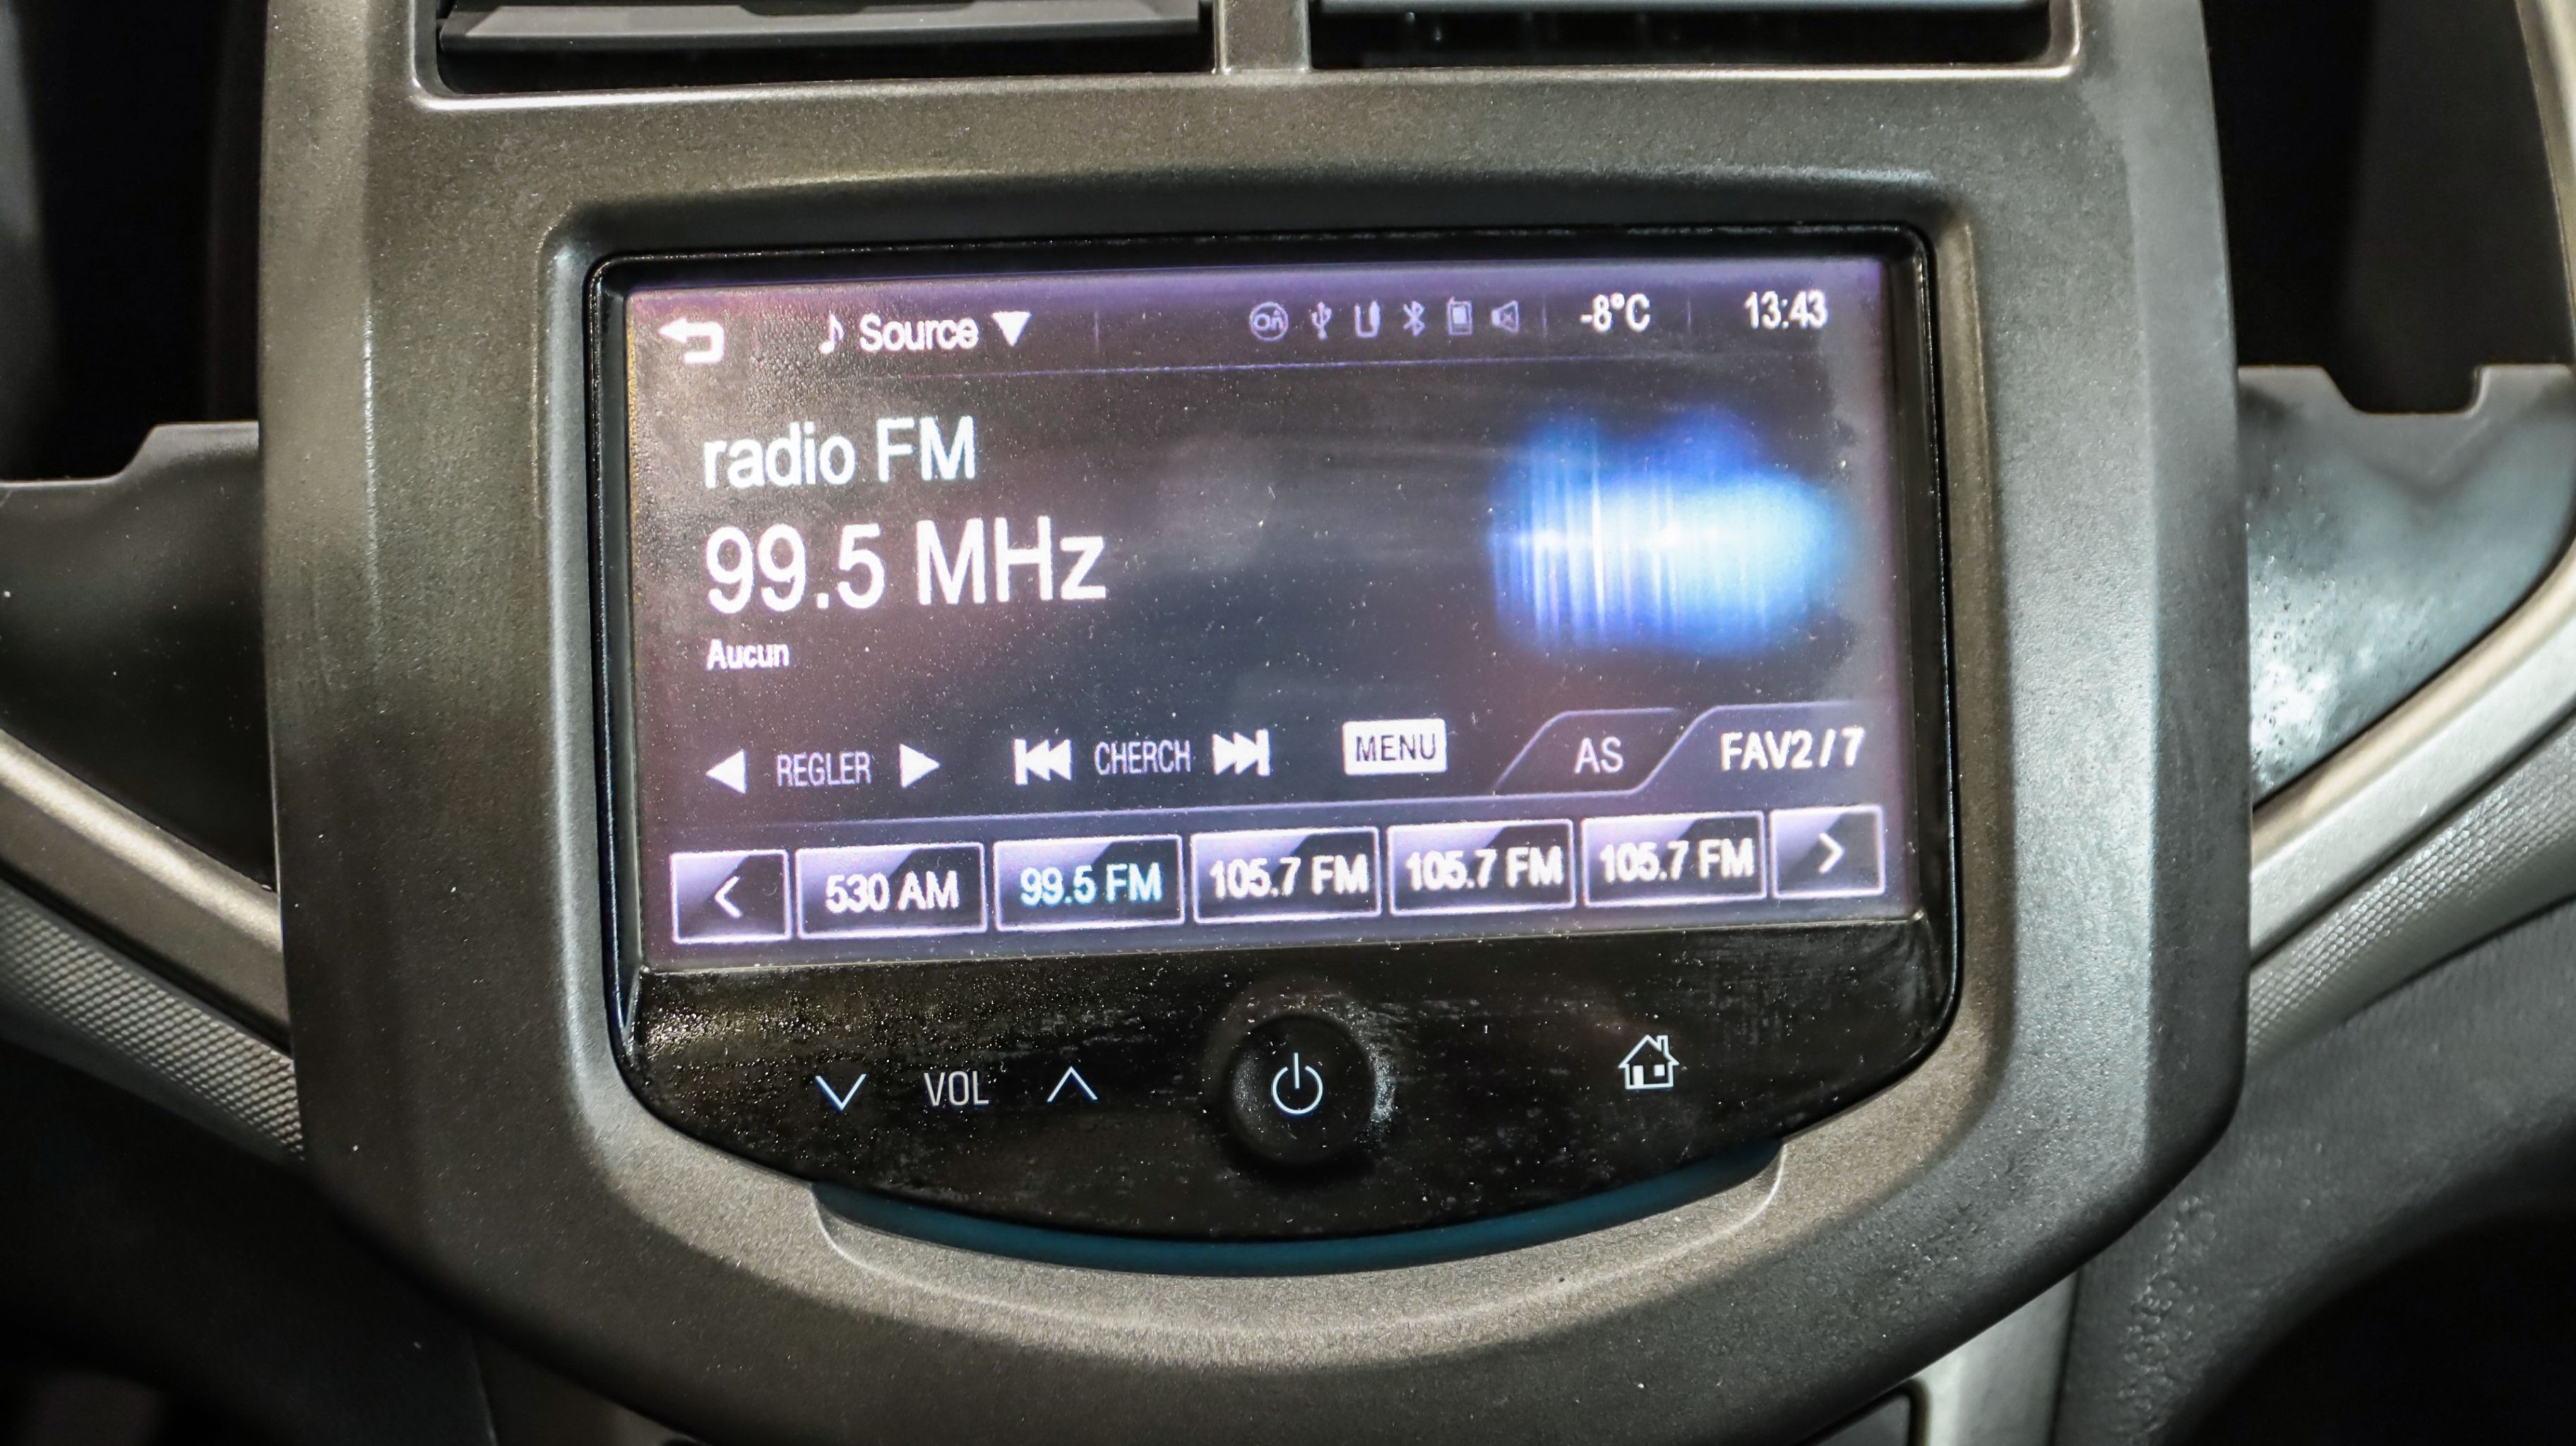 Source -8°C 13:43
radio FM
99.5 MHz
Aucun
REGLER CHERCH MENU AS FAV2/7
530 AM 99.5 FM 105.7 FM 105.7 FM 105.7 FM
VOL